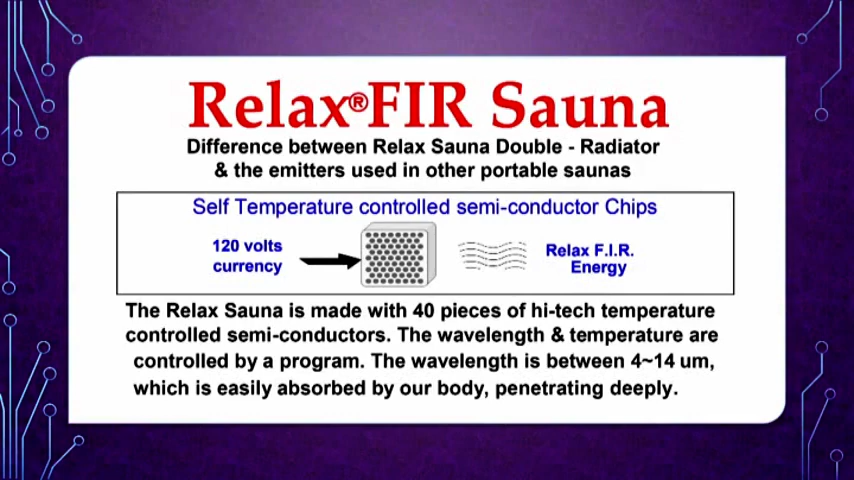 Relax®FIR Sauna
Difference between Relax Sauna Double - Radiator
& the emitters used in other portable saunas
Self Temperature controlled semi-conductor Chips
120 volts
currency
Relax F.I.R.
Energy
The Relax Sauna is made with 40 pieces of hi-tech temperature
controlled semi-conductors. The wavelength & temperature are
controlled by a program. The wavelength is between 4~14 um,
which is easily absorbed by our body, penetrating deeply.